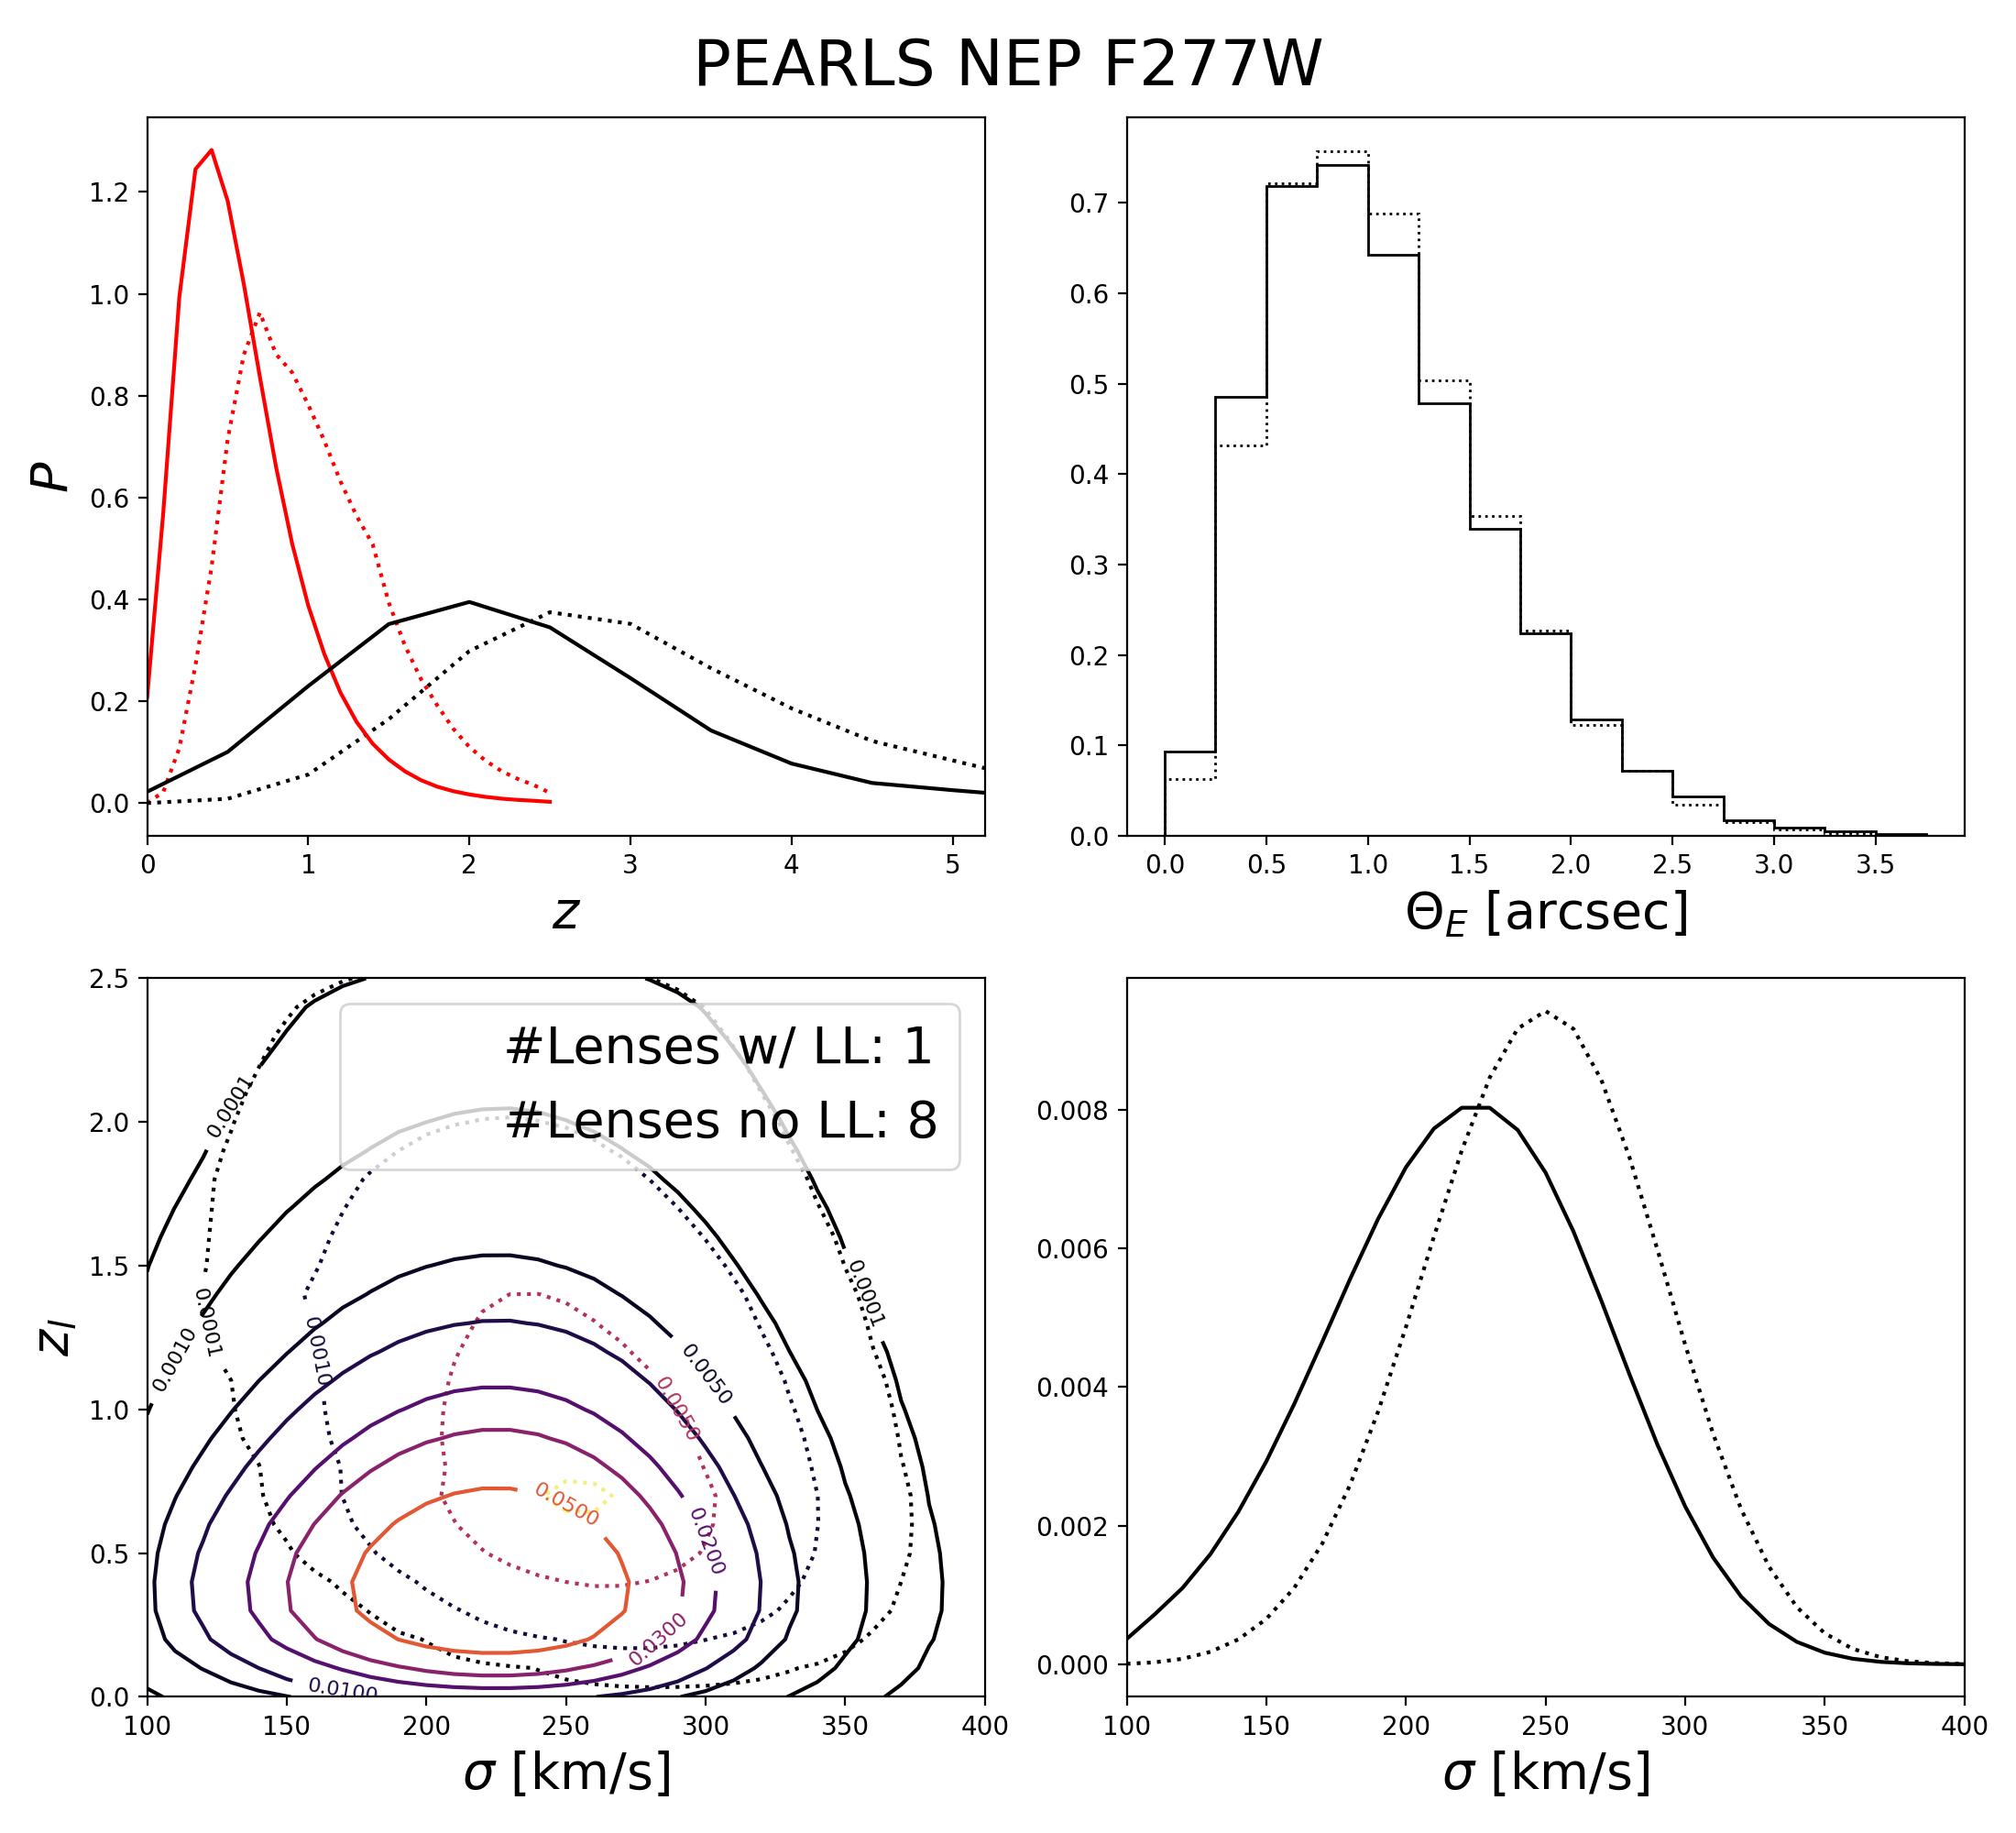 PEARLS NEP F277W
P
1.2
1.0
0.8
0.6
0.4
0.2
0.0
0 1 2 3 4 5
z
0.7
0.6
0.5
0.4
0.3
0.2
0.1
0.0
0.0 0.5 1.0 1.5 2.0 2.5 3.0 3.5
Θ_E [arcsec]
z_l
2.5
2.0
1.5
1.0
0.5
0.0
#Lenses w/ LL: 1
#Lenses no LL: 8
0.0001
0.0001
0.0001
0.0010
0.0010
0.0050
0.0050
0.0500
0.0200
0.0300
0.0100
100 150 200 250 300 350 400
σ [km/s]
0.008
0.006
0.004
0.002
0.000
100 150 200 250 300 350 400
σ [km/s]